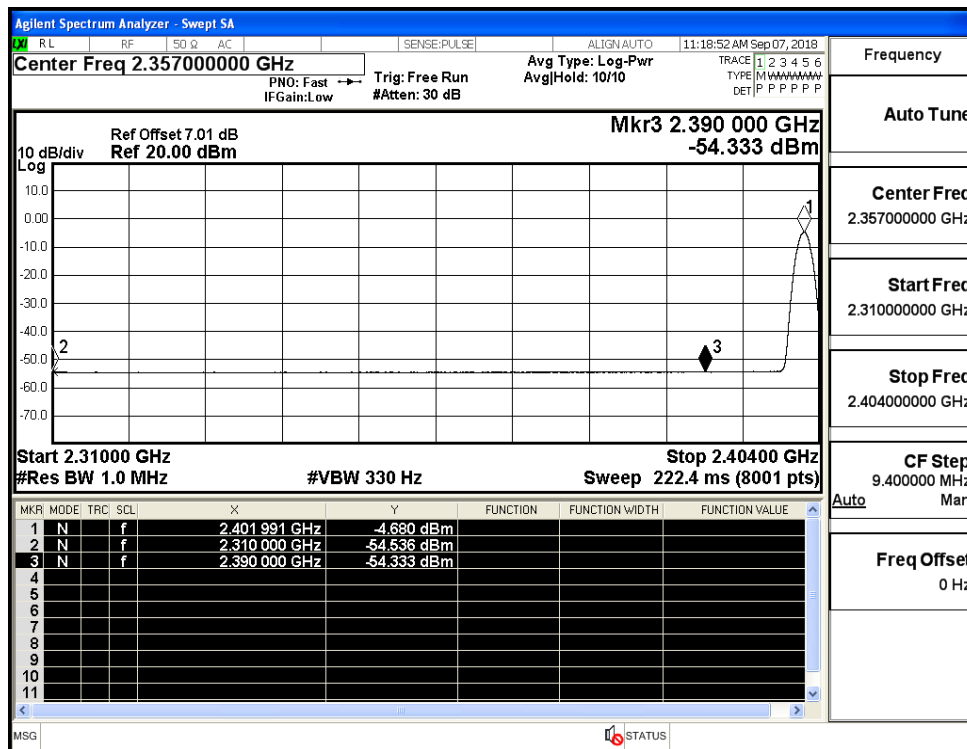 Agilent Spectrum Analyzer - Swept SA
LXI RL RF 50 Ω AC SENSE:PULSE ALIGN AUTO 11:18:52 AM Sep 07, 2018
Center Freq 2.357000000 GHz
PNO: Fast
IFGain:Low
Trig: Free Run
#Atten: 30 dB
Avg Type: Log-Pwr
Avg|Hold: 10/10
TRACE 1 2 3 4 5 6
TYPE M W W W W W
DET P P P P P P
Ref Offset 7.01 dB
10 dB/div Ref 20.00 dBm
Log
Mkr3 2.390 000 GHz
-54.333 dBm
10.0
0.00
-10.0
-20.0
-30.0
-40.0
-50.0
-60.0
-70.0
1
2
3
Start 2.31000 GHz Stop 2.40400 GHz
#Res BW 1.0 MHz #VBW 330 Hz Sweep 222.4 ms (8001 pts)
MKR MODE TRC SCL X Y FUNCTION FUNCTION WIDTH FUNCTION VALUE
1 N f 2.401 991 GHz -4.680 dBm
2 N f 2.310 000 GHz -54.536 dBm
3 N f 2.390 000 GHz -54.333 dBm
4
5
6
7
8
9
10
11
MSG STATUS
Frequency
Auto Tune
Center Freq
2.357000000 GHz
Start Freq
2.310000000 GHz
Stop Freq
2.404000000 GHz
CF Step
9.400000 MHz
Auto Man
Freq Offset
0 Hz